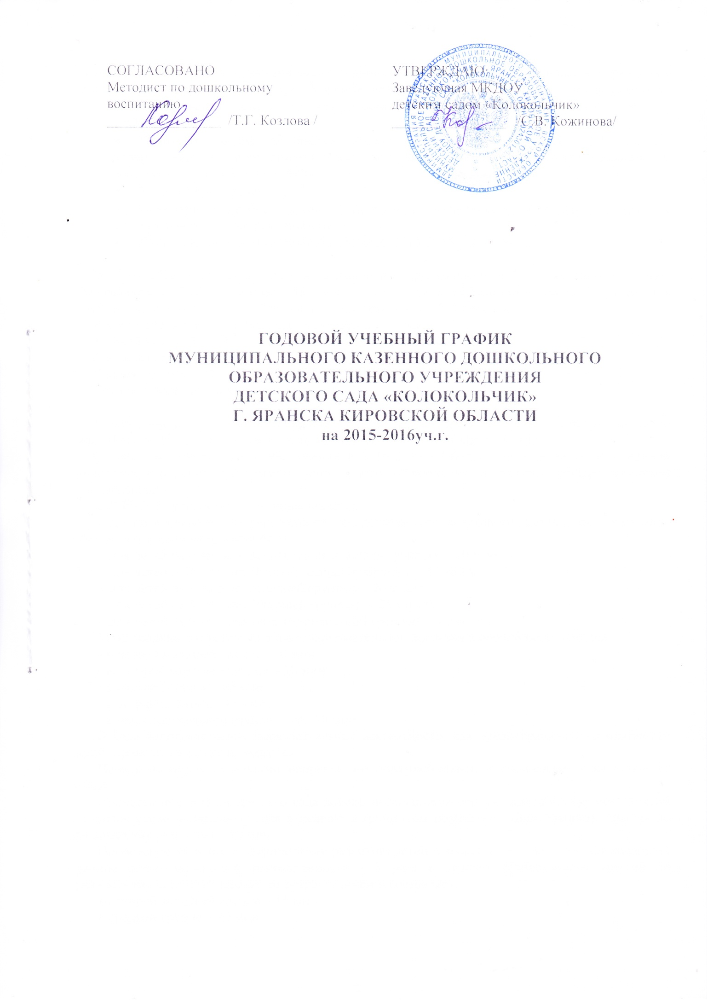 СОГЛАСОВАНО
Методист по дошкольному
воспитанию
/Т.Г. Козлова /
УТВЕРЖДАЮ:
Заведующая МКДОУ
детским садом «Колокольчик»
С.В. Кожинова/
ГОДОВОЙ УЧЕБНЫЙ ГРАФИК
МУНИЦИПАЛЬНОГО КАЗЕННОГО ДОШКОЛЬНОГО
ОБРАЗОВАТЕЛЬНОГО УЧРЕЖДЕНИЯ
ДЕТСКОГО САДА «КОЛОКОЛЬЧИК»
Г. ЯРАНСКА КИРОВСКОЙ ОБЛАСТИ
на 2015-2016уч.г.